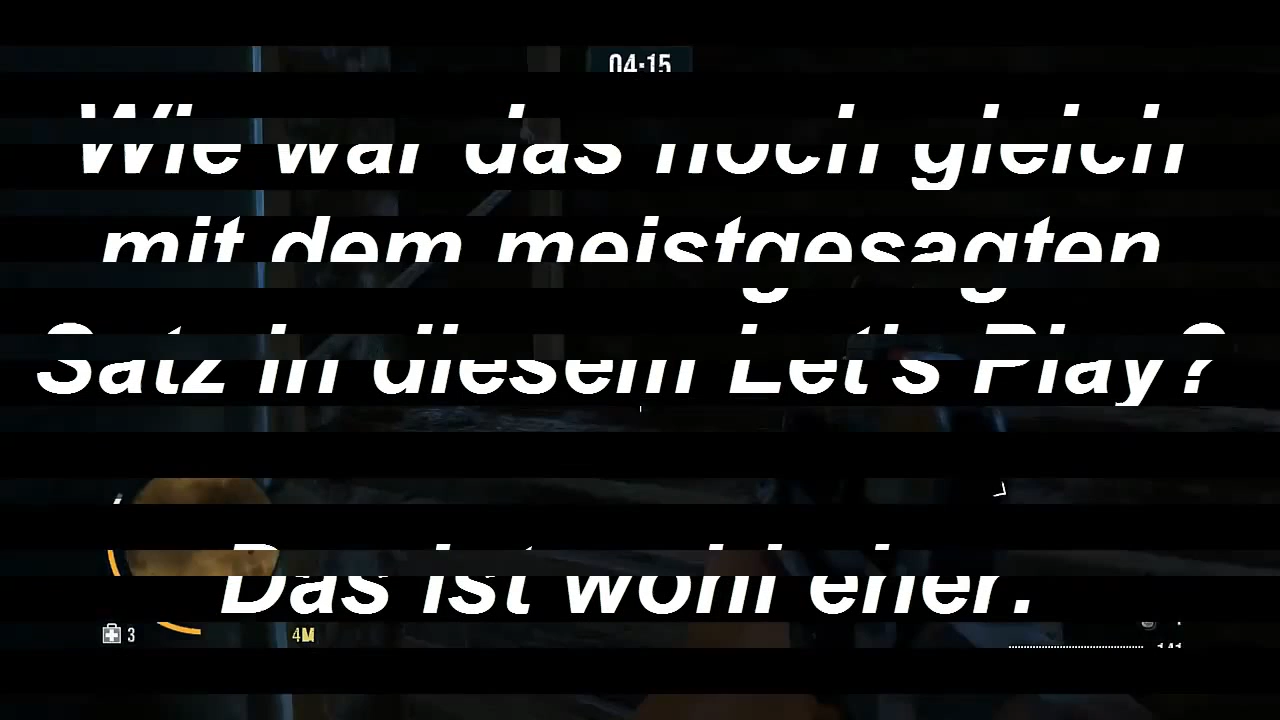 04:15
Wie war das noch gleich
mit dem meistgesagten
Satz in diesem Let's Play?
Das ist wohl eher.
3 4M
141